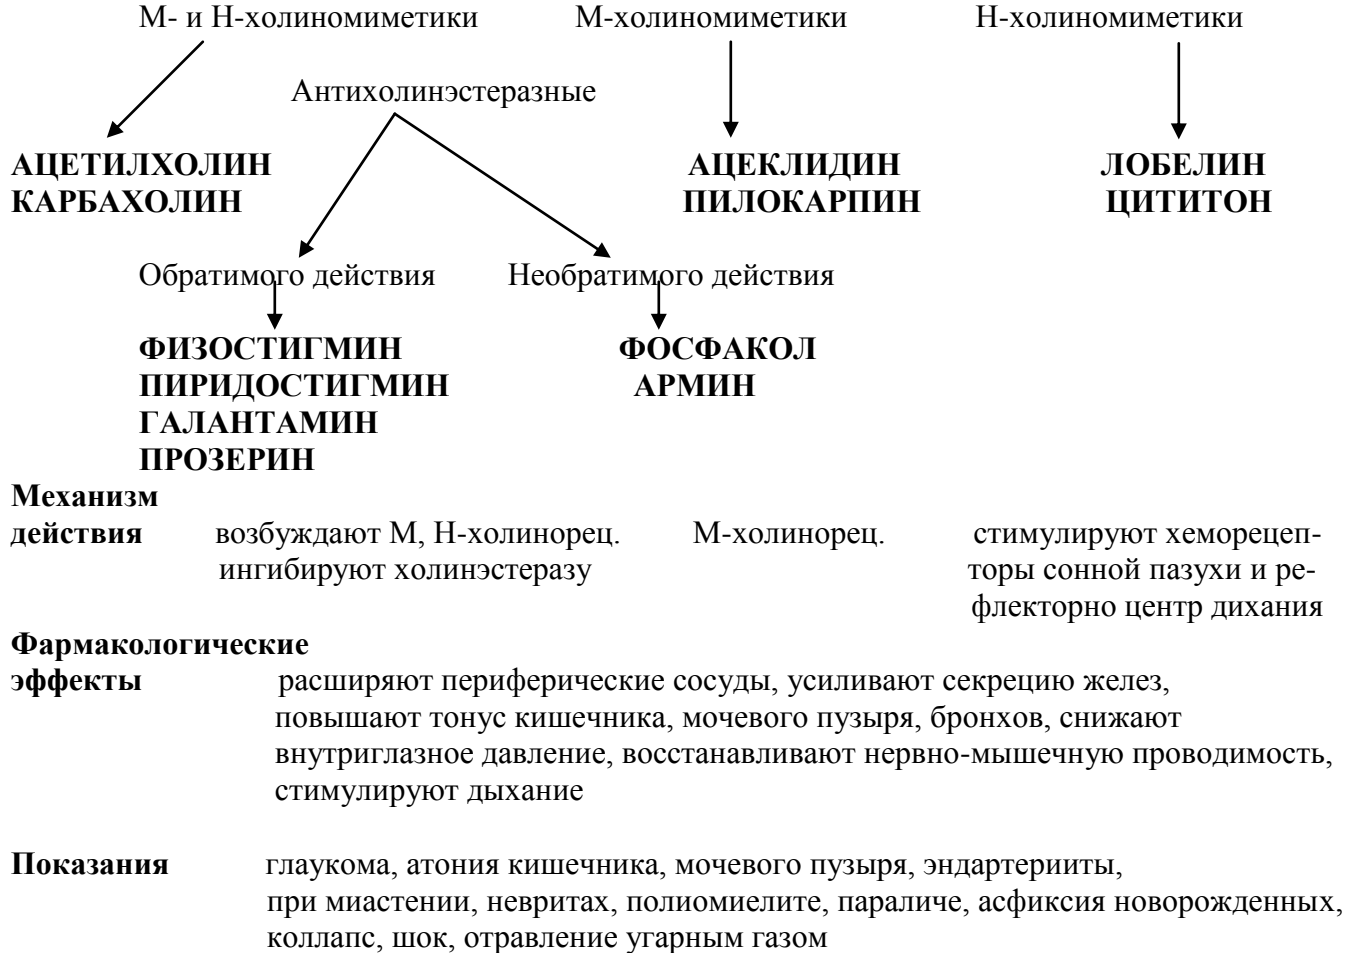 М- и Н-холиномиметики М-холиномиметики Н-холиномиметики
Антихолинэстеразные
АЦЕТИЛХОЛИН АЦЕКЛИДИН ЛОБЕЛИН
КАРБАХОЛИН ПИЛОКАРПИН ЦИТИТОН
Обратимого действия Необратимого действия
ФИЗОСТИГМИН ФОСФАКОЛ
ПИРИДОСТИГМИН АРМИН
ГАЛАНТАМИН
ПРОЗЕРИН
Механизм
действия возбуждают М, Н-холинорец. М-холинорец. стимулируют хеморецеп-
ингибируют холинэстеразу торы сонной пазухи и ре-
флекторно центр дихания
Фармакологические
эффекты расширяют периферические сосуды, усиливают секрецию желез,
повышают тонус кишечника, мочевого пузыря, бронхов, снижают
внутриглазное давление, восстанавливают нервно-мышечную проводимость,
стимулируют дыхание
Показания глаукома, атония кишечника, мочевого пузыря, эндартерииты,
при миастении, невритах, полиомиелите, параличе, асфиксия новорожденных,
коллапс, шок, отравление угарным газом